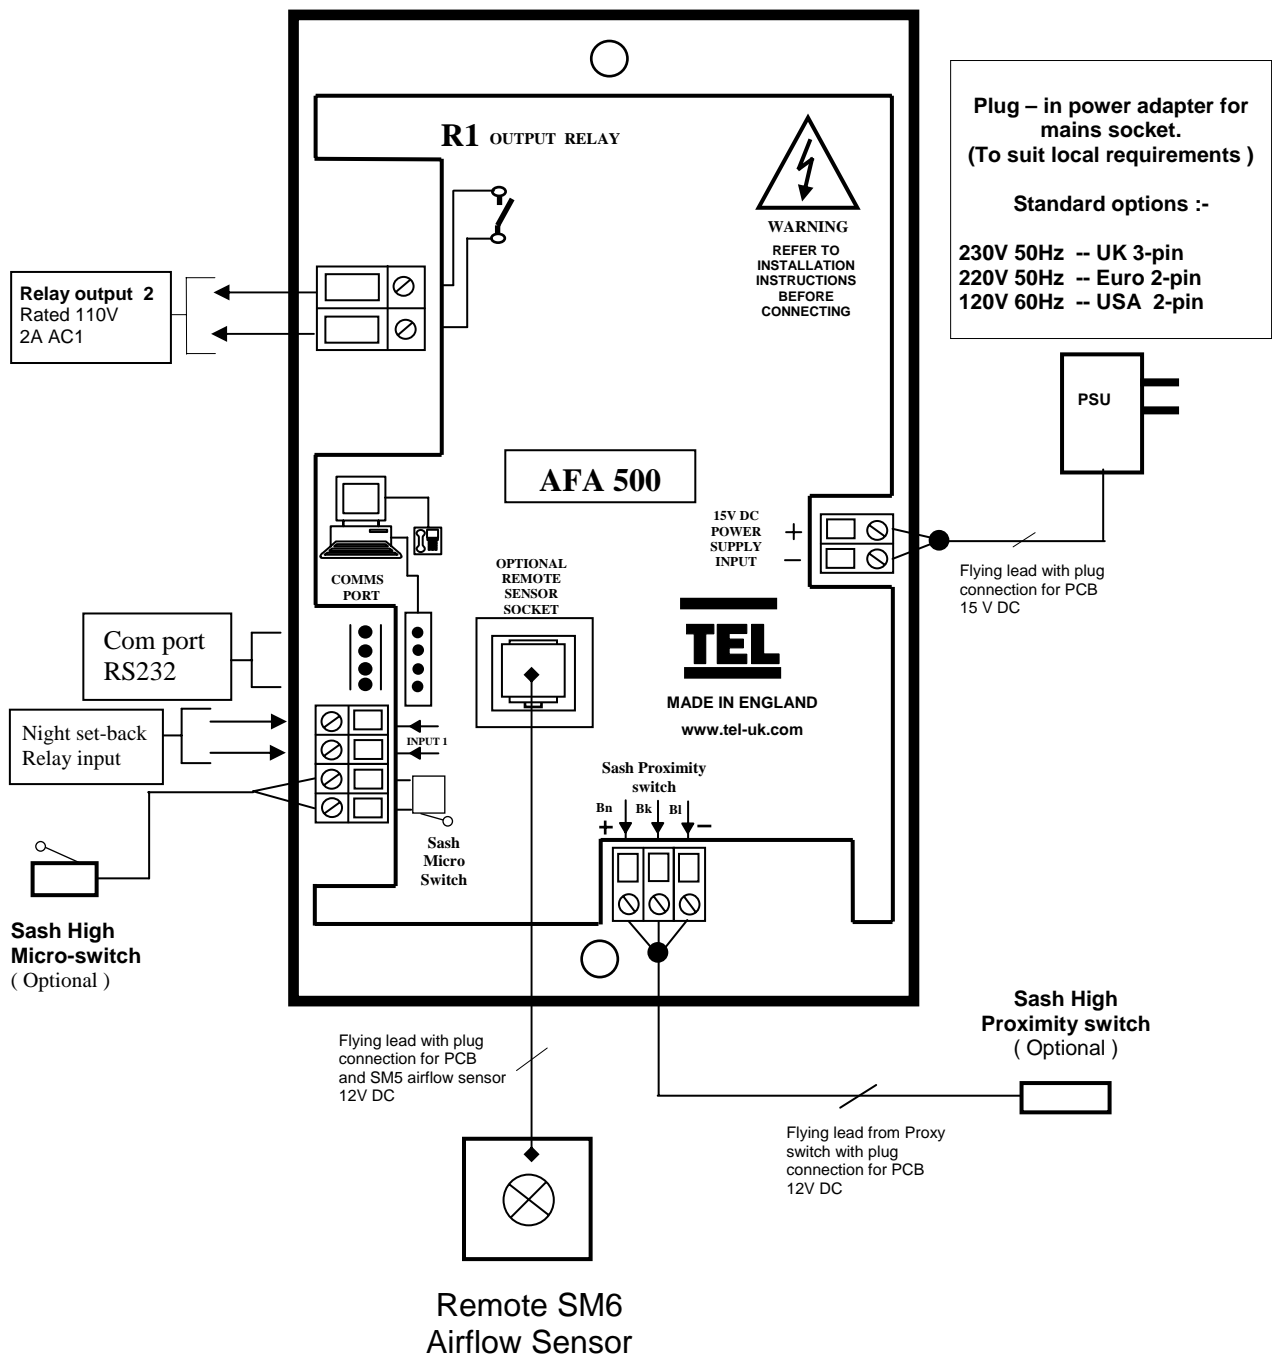 R1 OUTPUT RELAY
WARNING
REFER TO
INSTALLATION
INSTRUCTIONS
BEFORE
CONNECTING
Plug – in power adapter for
mains socket.
(To suit local requirements )
Standard options :-
230V 50Hz -- UK 3-pin
220V 50Hz -- Euro 2-pin
120V 60Hz -- USA 2-pin
Relay output 2
Rated 110V
2A AC1
PSU
AFA 500
15V DC
POWER
SUPPLY
INPUT
+
–
Flying lead with plug
connection for PCB
15 V DC
COMMS
PORT
OPTIONAL
REMOTE
SENSOR
SOCKET
Com port
RS232
TEL
MADE IN ENGLAND
www.tel-uk.com
Night set-back
Relay input
INPUT 1
Sash
Micro
Switch
Sash Proximity
switch
Bn Bk Bl
+ –
Sash High
Micro-switch
( Optional )
Sash High
Proximity switch
( Optional )
Flying lead with plug
connection for PCB
and SM5 airflow sensor
12V DC
Flying lead from Proxy
switch with plug
connection for PCB
12V DC
Remote SM6
Airflow Sensor